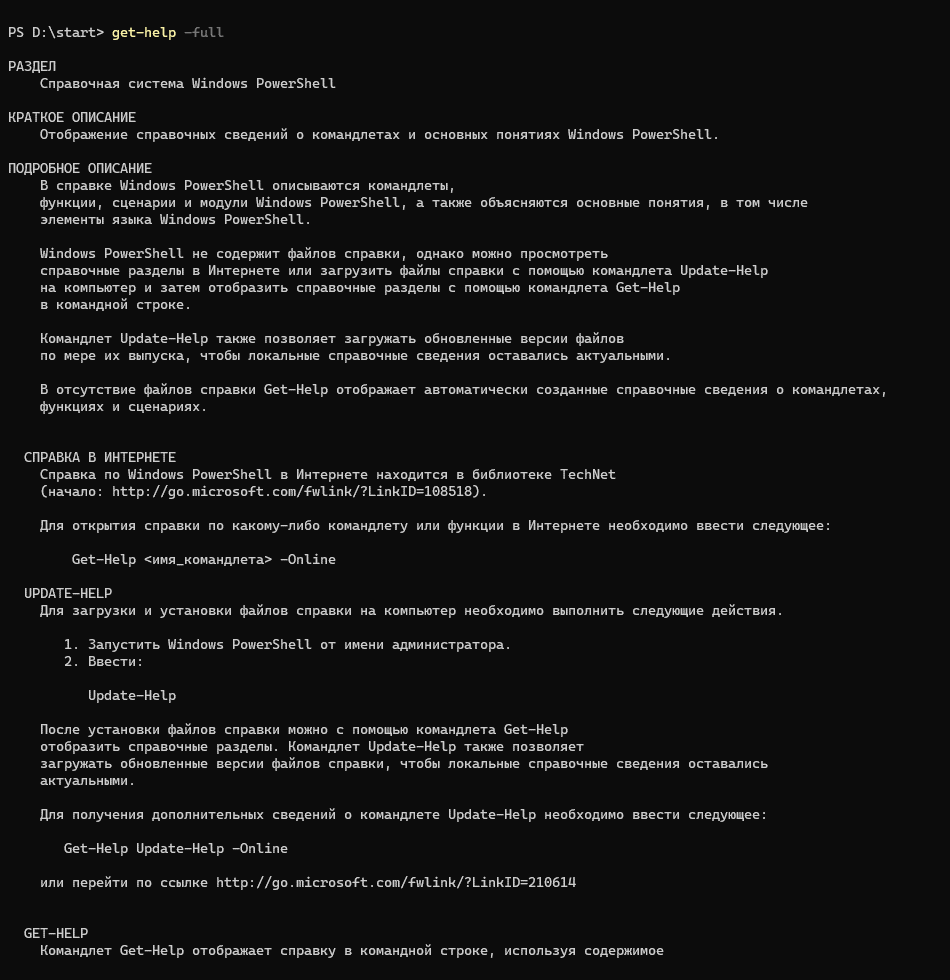 PS D:\start> get-help -full
РАЗДЕЛ
Справочная система Windows PowerShell
КРАТКОЕ ОПИСАНИЕ
Отображение справочных сведений о командлетах и основных понятиях Windows PowerShell.
ПОДРОБНОЕ ОПИСАНИЕ
В справке Windows PowerShell описываются командлеты,
функции, сценарии и модули Windows PowerShell, а также объясняются основные понятия, в том числе
элементы языка Windows PowerShell.
Windows PowerShell не содержит файлов справки, однако можно просмотреть
справочные разделы в Интернете или загрузить файлы справки с помощью командлета Update-Help
на компьютер и затем отобразить справочные разделы с помощью командлета Get-Help
в командной строке.
Командлет Update-Help также позволяет загружать обновленные версии файлов
по мере их выпуска, чтобы локальные справочные сведения оставались актуальными.
В отсутствие файлов справки Get-Help отображает автоматически созданные справочные сведения о командлетах,
функциях и сценариях.
СПРАВКА В ИНТЕРНЕТЕ
Справка по Windows PowerShell в Интернете находится в библиотеке TechNet
(начало: http://go.microsoft.com/fwlink/?LinkID=108518).
Для открытия справки по какому-либо командлету или функции в Интернете необходимо ввести следующее:
Get-Help <имя_командлета> -Online
UPDATE-HELP
Для загрузки и установки файлов справки на компьютер необходимо выполнить следующие действия.
1. Запустить Windows PowerShell от имени администратора.
2. Ввести:
Update-Help
После установки файлов справки можно с помощью командлета Get-Help
отобразить справочные разделы. Командлет Update-Help также позволяет
загружать обновленные версии файлов справки, чтобы локальные справочные сведения оставались
актуальными.
Для получения дополнительных сведений о командлете Update-Help необходимо ввести следующее:
Get-Help Update-Help -Online
или перейти по ссылке http://go.microsoft.com/fwlink/?LinkID=210614
GET-HELP
Командлет Get-Help отображает справку в командной строке, используя содержимое